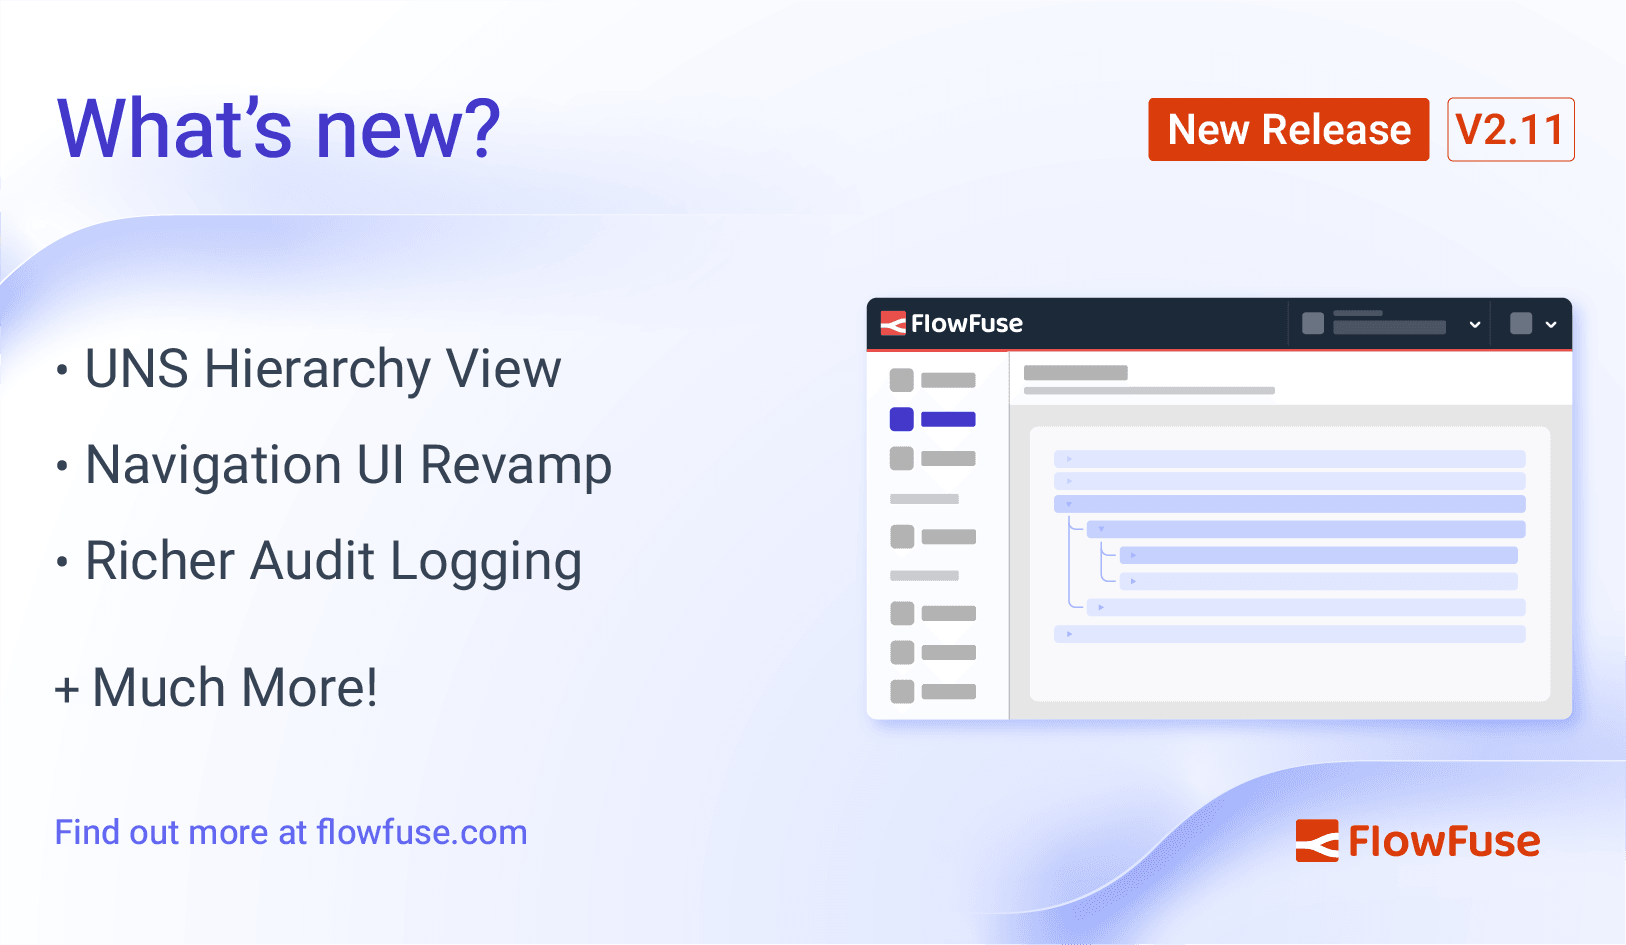 What’s new?
New Release
V2.11
• UNS Hierarchy View
• Navigation UI Revamp
• Richer Audit Logging
+ Much More!
Find out more at flowfuse.com
FlowFuse
FlowFuse